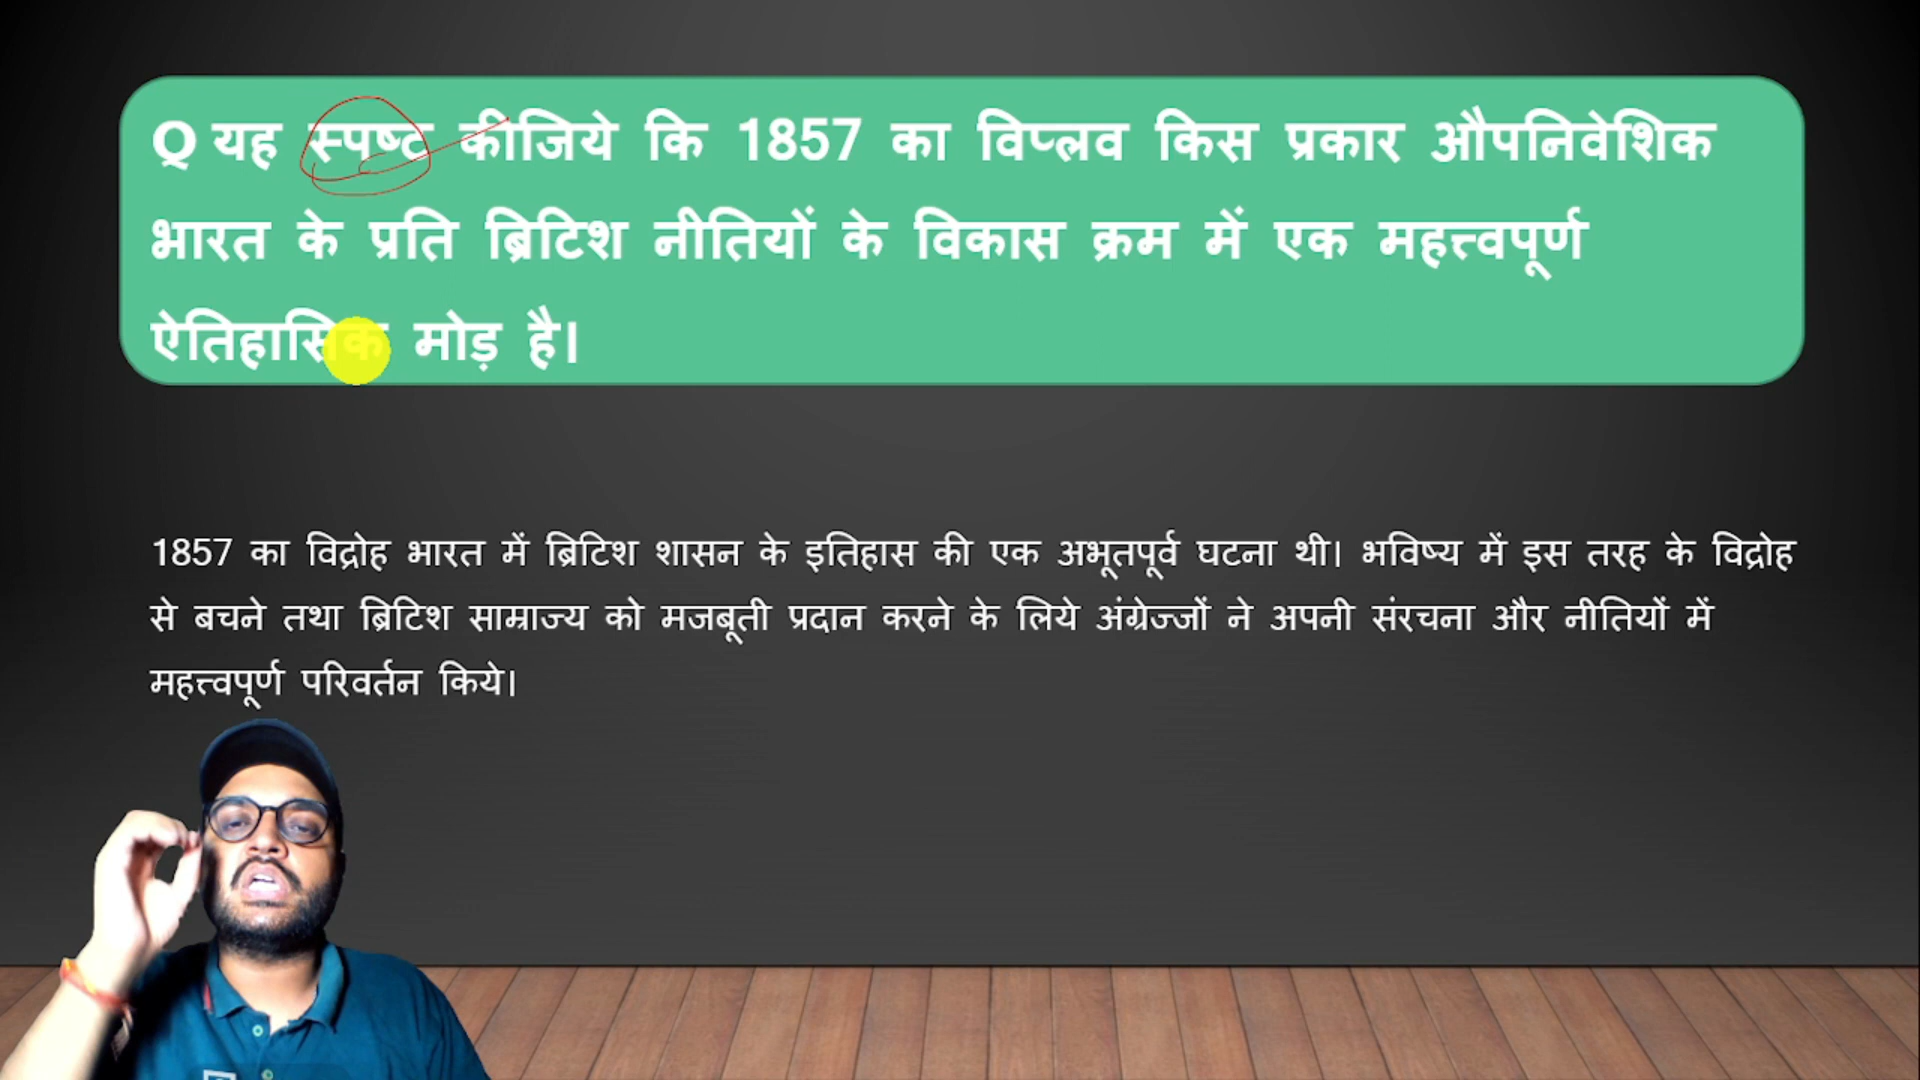 Q यह स्पष्ट कीजिये कि 1857 का विप्लव किस प्रकार औपनिवेशिक
भारत के प्रति ब्रिटिश नीतियों के विकास क्रम में एक महत्त्वपूर्ण
ऐतिहासिक मोड़ है।
1857 का विद्रोह भारत में ब्रिटिश शासन के इतिहास की एक अभूतपूर्व घटना थी। भविष्य में इस तरह के विद्रोह
से बचने तथा ब्रिटिश साम्राज्य को मजबूती प्रदान करने के लिये अंग्रेज्जों ने अपनी संरचना और नीतियों में
महत्त्वपूर्ण परिवर्तन किये।